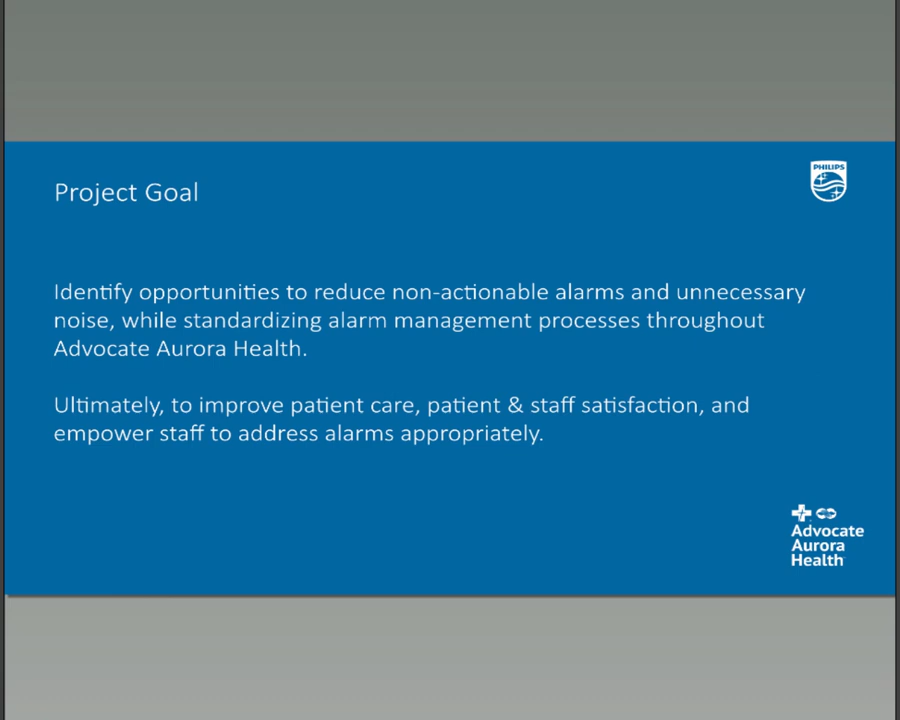 Project Goal
PHILIPS
Identify opportunities to reduce non-actionable alarms and unnecessary
noise, while standardizing alarm management processes throughout
Advocate Aurora Health.
Ultimately, to improve patient care, patient & staff satisfaction, and
empower staff to address alarms appropriately.
Advocate
Aurora
Health